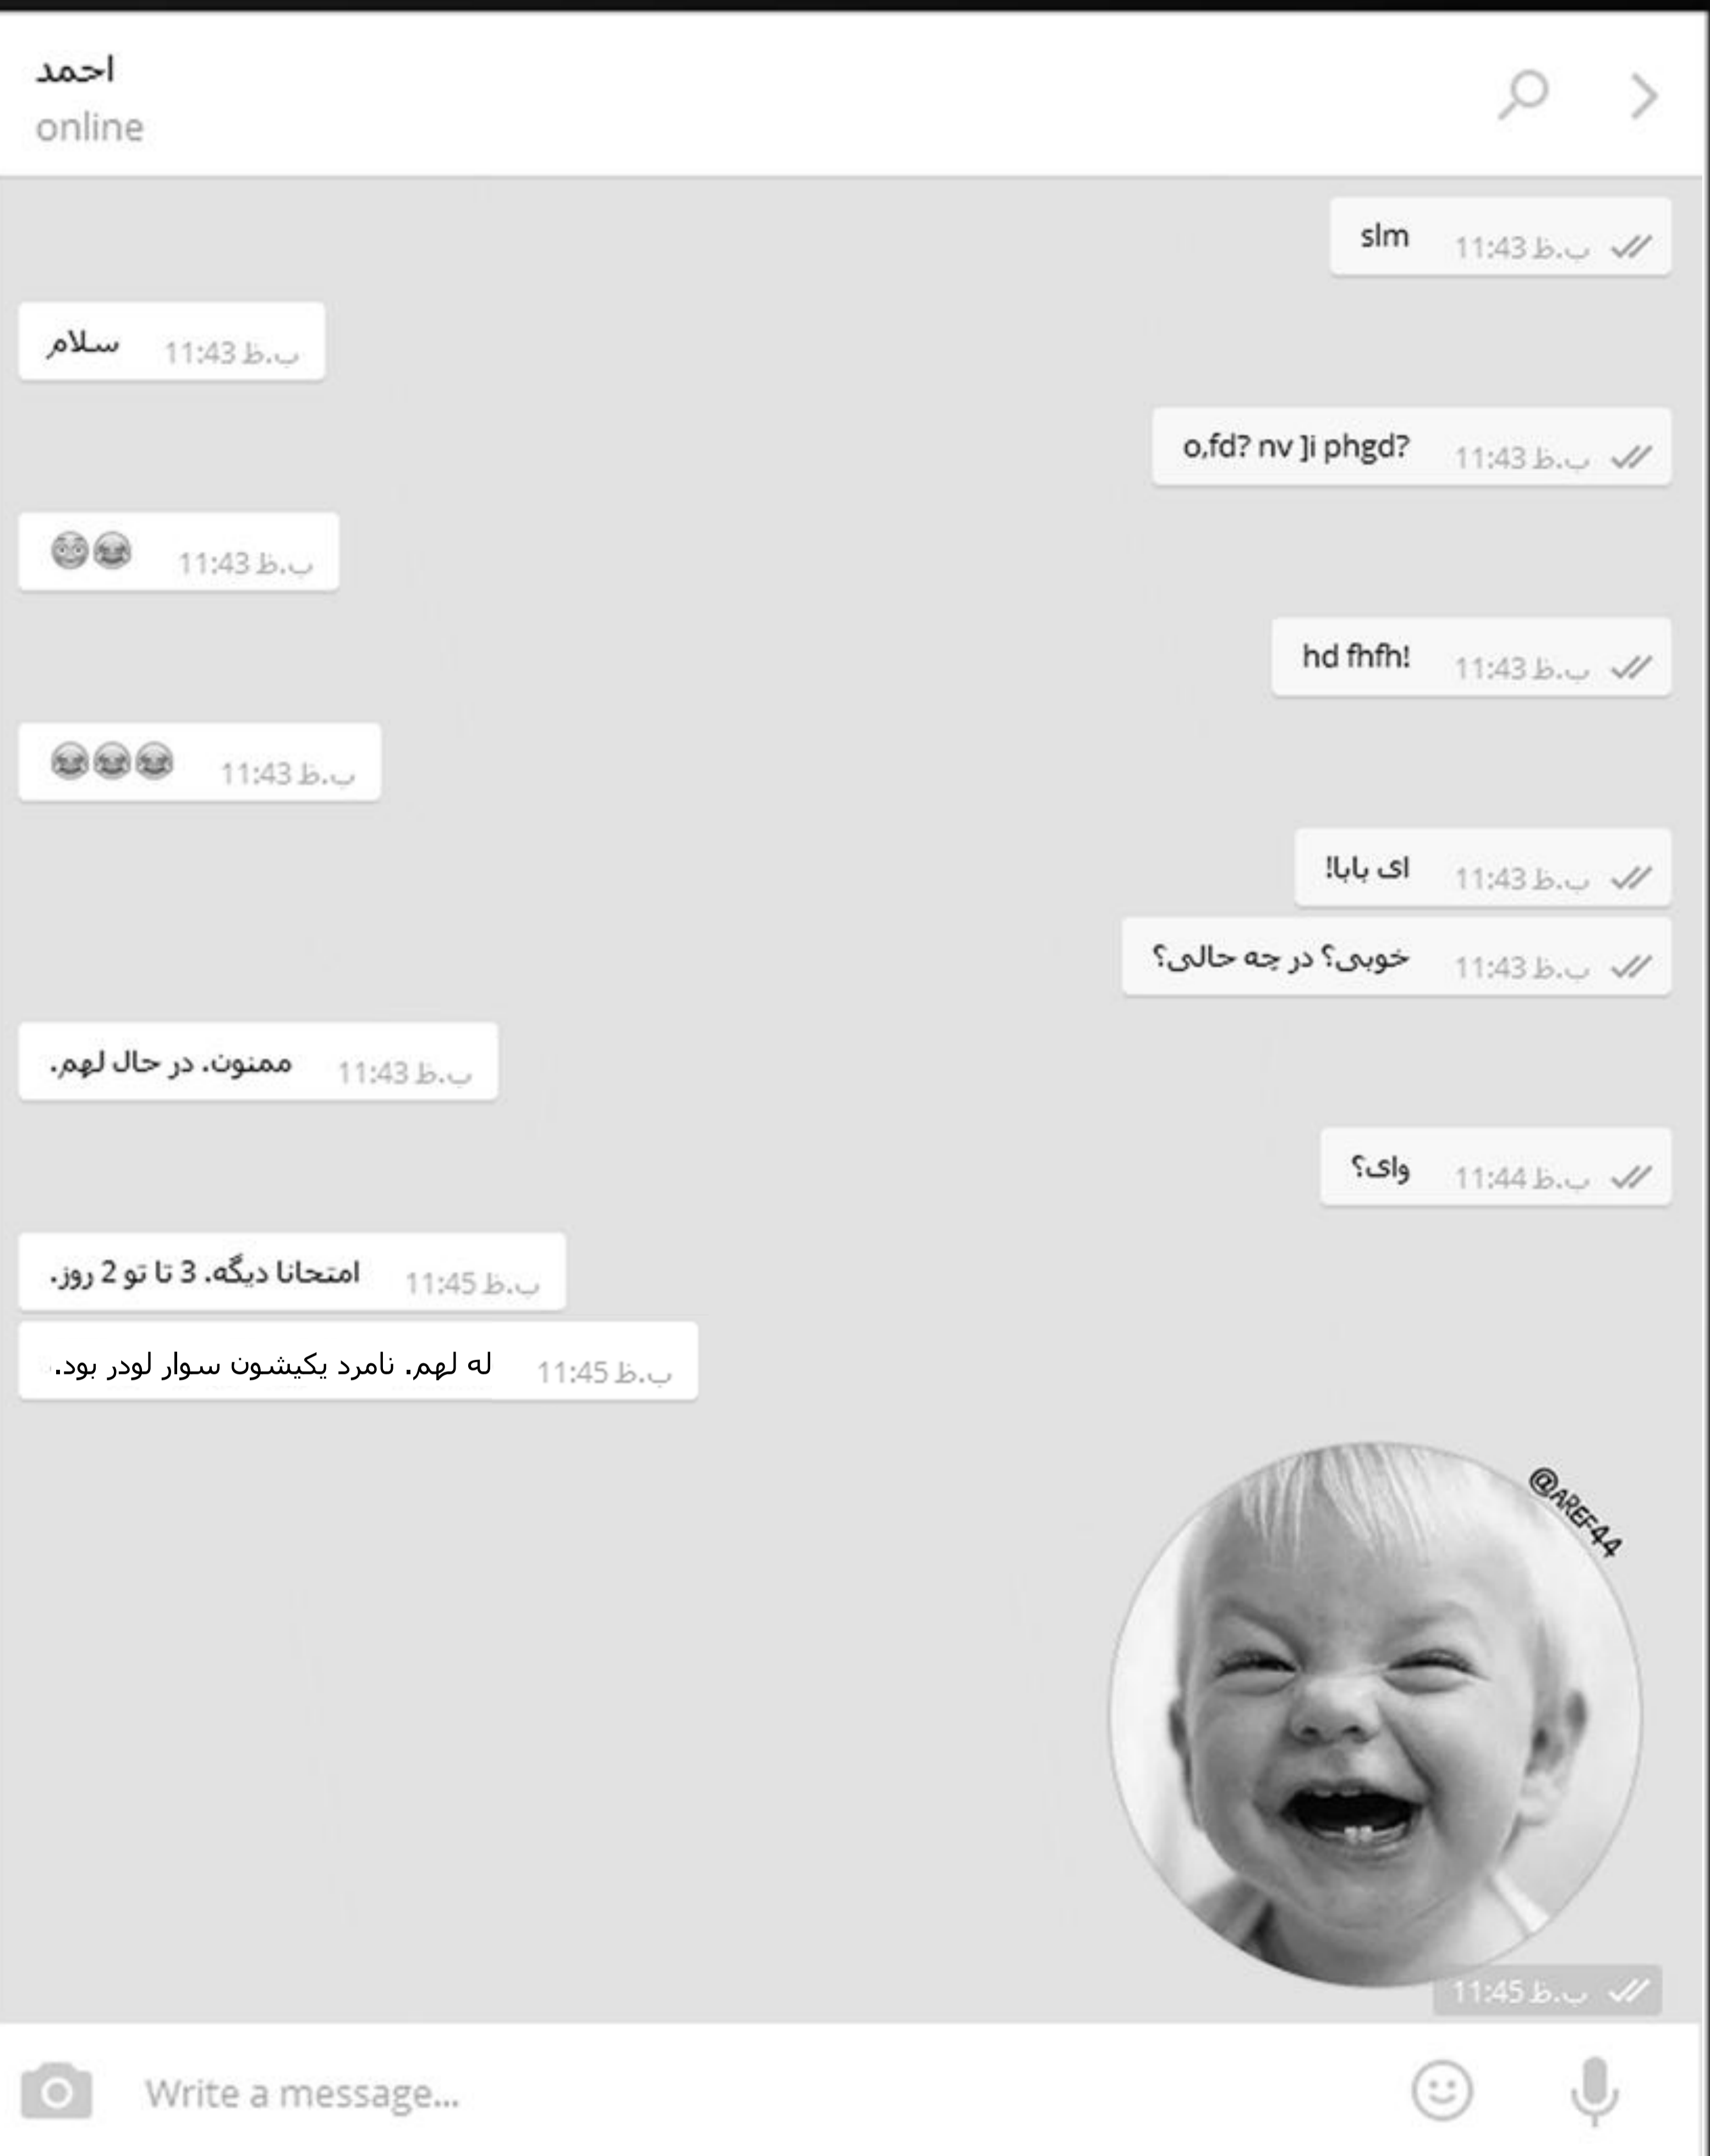 احمد
online
slm
11:43 ب.ظ
سلام
11:43 ب.ظ
o,fd? nv ]i phgd?
11:43 ب.ظ
😳😂
11:43 ب.ظ
hd fhfh!
11:43 ب.ظ
😂😂😂
11:43 ب.ظ
ای بابا!
11:43 ب.ظ
خوبی؟ در چه حالی؟
11:43 ب.ظ
ممنون. در حال لهم.
11:43 ب.ظ
وای؟
11:44 ب.ظ
امتحانا دیگه. 3 تا تو 2 روز.
11:45 ب.ظ
له لهم. نامرد یکیشون سوار لودر بود.
11:45 ب.ظ
@AREF44
11:45 ب.ظ
Write a message...